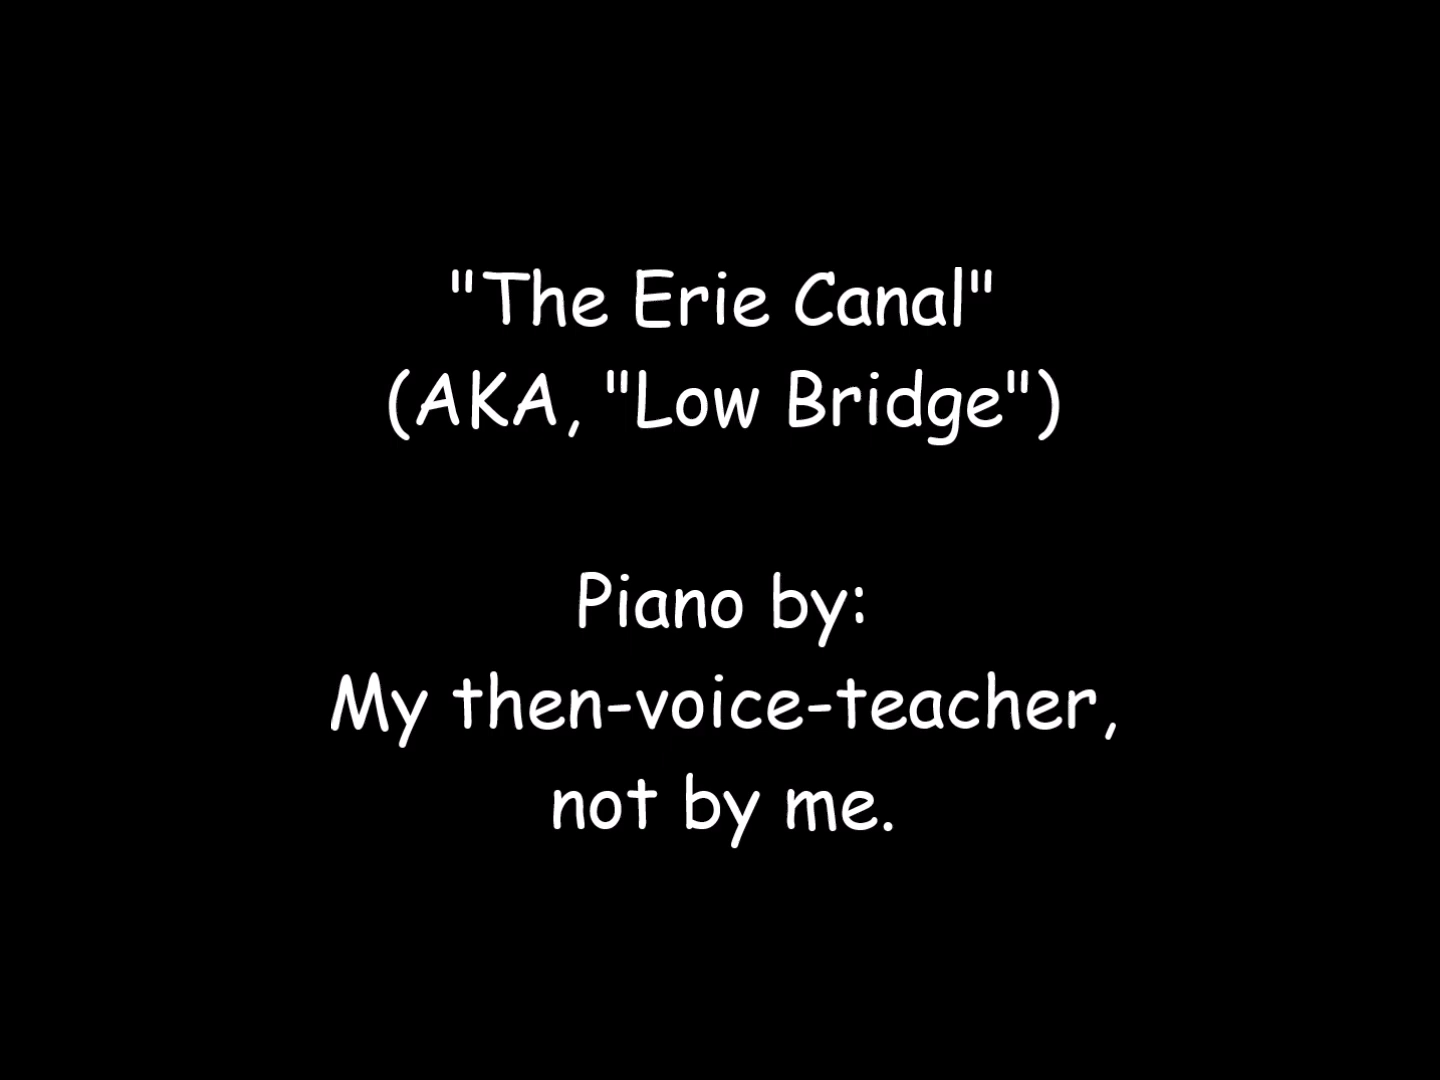 "The Erie Canal"
(AKA, "Low Bridge")
Piano by:
My then-voice-teacher,
not by me.